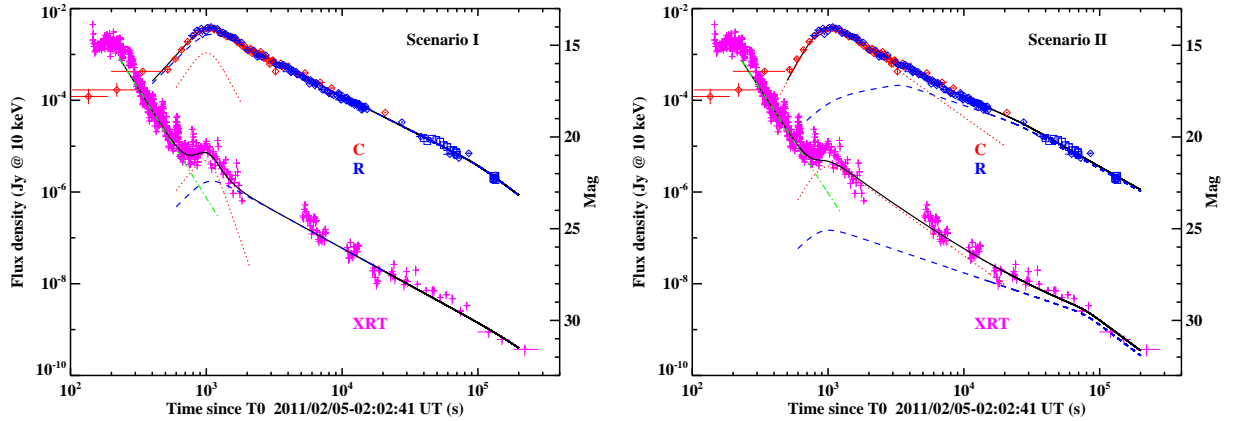 Scenario I
Flux density (Jy @ 10 keV)
10^-2
10^-4
10^-6
10^-8
10^-10
C
R
XRT
15
20
25
30
Mag
10^2
10^3
10^4
10^5
Time since T0 2011/02/05-02:02:41 UT (s)
Scenario II
Flux density (Jy @ 10 keV)
10^-2
10^-4
10^-6
10^-8
10^-10
C
R
XRT
15
20
25
30
Mag
10^2
10^3
10^4
10^5
Time since T0 2011/02/05-02:02:41 UT (s)